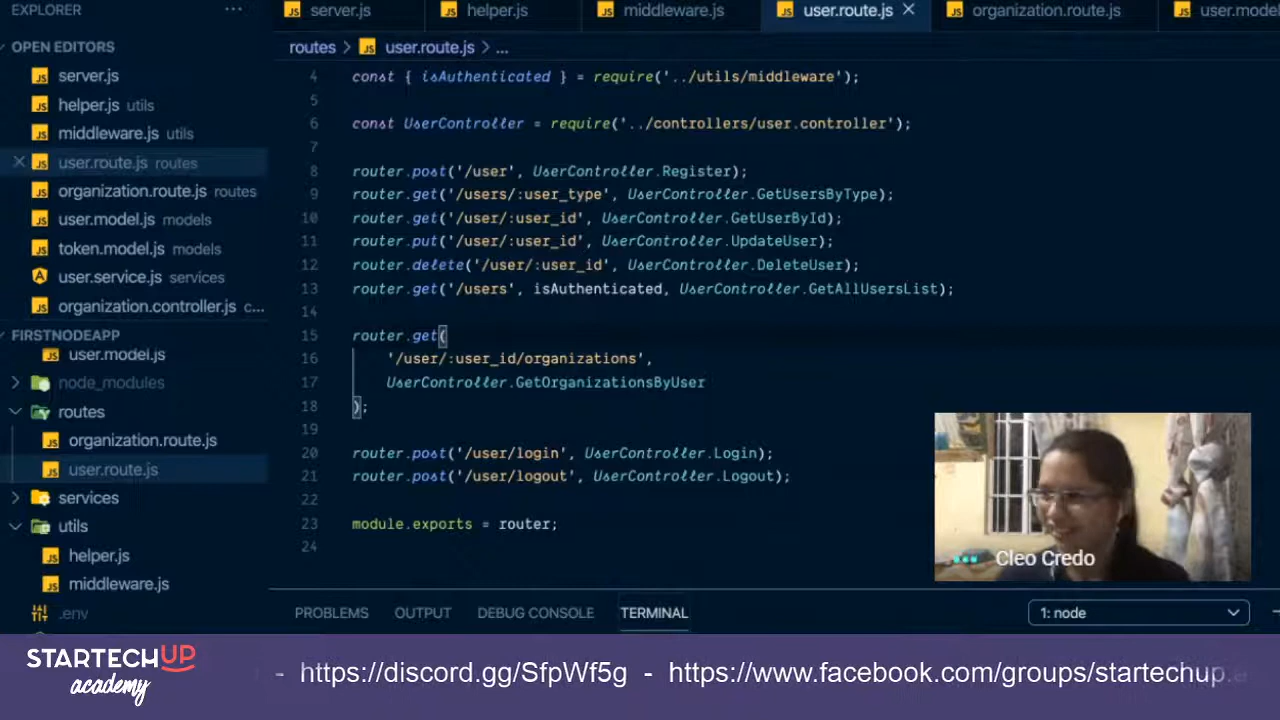 EXPLORER
...
server.js
helper.js
middleware.js
user.route.js
organization.route.js
user.model
OPEN EDITORS
server.js
helper.js utils
middleware.js utils
user.route.js routes
organization.route.js routes
user.model.js models
token.model.js models
user.service.js services
organization.controller.js c...
FIRSTNODEAPP
user.model.js
node_modules
routes
organization.route.js
user.route.js
services
utils
helper.js
middleware.js
.env
routes > user.route.js > ...
4 const { isAuthenticated } = require('../utils/middleware');
5
6 const UserController = require('../controllers/user.controller');
7
8 router.post('/user', UserController.Register);
9 router.get('/users/:user_type', UserController.GetUsersByType);
10 router.get('/user/:user_id', UserController.GetUserById);
11 router.put('/user/:user_id', UserController.UpdateUser);
12 router.delete('/user/:user_id', UserController.DeleteUser);
13 router.get('/users', isAuthenticated, UserController.GetAllUsersList);
14
15 router.get(
16 '/user/:user_id/organizations',
17 UserController.GetOrganizationsByUser
18 );
19
20 router.post('/user/login', UserController.Login);
21 router.post('/user/logout', UserController.Logout);
22
23 module.exports = router;
24
Cleo Credo
PROBLEMS
OUTPUT
DEBUG CONSOLE
TERMINAL
1: node
STARTECHUP
academy
- https://discord.gg/SfpWf5g - https://www.facebook.com/groups/startechup.